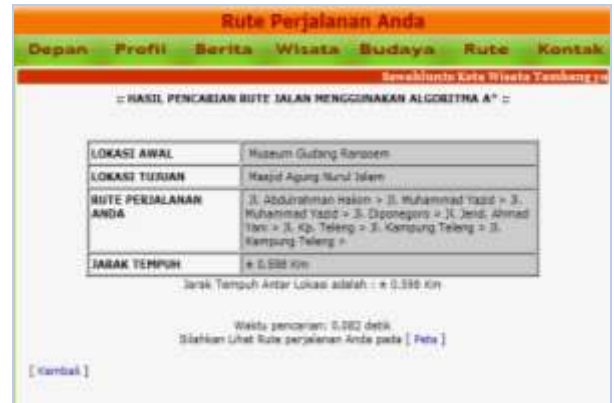 Rute Perjalanan Anda
Depan Profil Berita Wisata Budaya Rute Kontak
Sawahlunto Kota Wisata Tambang ya
:: HASIL PENCARIAN RUTE JALAN MENGGUNAKAN ALGORITMA A* ::
LOKASI AWAL Museum Gudang Ransoem
LOKASI TUJUAN Masjid Agung Nurul Islam
RUTE PERJALANAN ANDA Jl. Abdulrahman Hakim > Jl. Muhammad Yazid > Jl.
Muhammad Yazid > Jl. Diponegoro > Jl. Jend. Ahmad
Yani > Jl. Kp. Teleng > Jl. Kampung Teleng > Jl.
Kampung Teleng >
JARAK TEMPUH ± 0.598 Km
Jarak Tempuh Antar Lokasi adalah : ± 0.598 Km
Waktu pencarian: 0.082 detik
Silahkan Lihat Rute perjalanan Anda pada [ Peta ]
[ Kembali ]